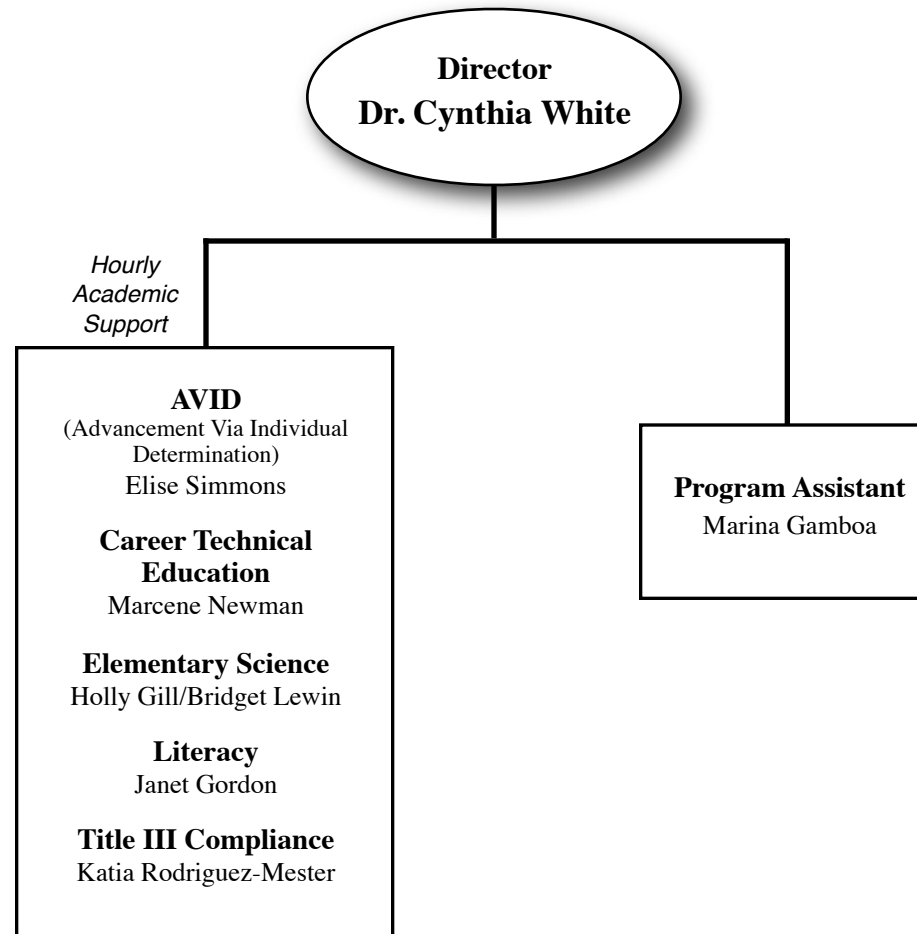 Director
Dr. Cynthia White
Hourly
Academic
Support
AVID
(Advancement Via Individual
Determination)
Elise Simmons
Career Technical
Education
Marcene Newman
Elementary Science
Holly Gill/Bridget Lewin
Literacy
Janet Gordon
Title III Compliance
Katia Rodriguez-Mester
Program Assistant
Marina Gamboa